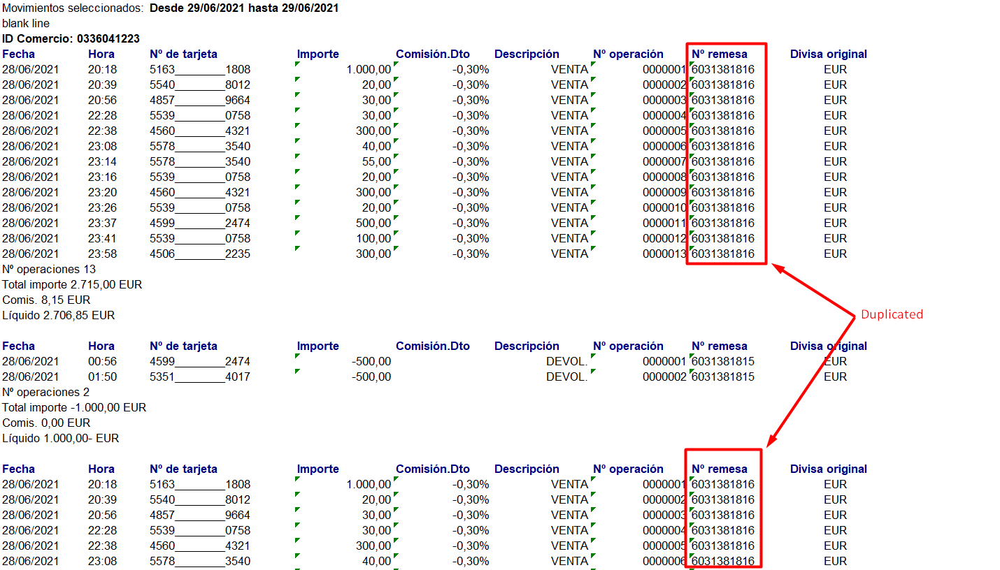 Movimientos seleccionados: Desde 29/06/2021 hasta 29/06/2021
blank line
ID Comercio: 0336041223
Fecha Hora Nº de tarjeta Importe Comisión.Dto Descripción Nº operación Nº remesa Divisa original
28/06/2021 20:18 5163________1808 1.000,00 -0,30% VENTA 0000001 6031381816 EUR
28/06/2021 20:39 5540________8012 20,00 -0,30% VENTA 0000002 6031381816 EUR
28/06/2021 20:56 4857________9664 30,00 -0,30% VENTA 0000003 6031381816 EUR
28/06/2021 22:28 5539________0758 30,00 -0,30% VENTA 0000004 6031381816 EUR
28/06/2021 22:38 4560________4321 300,00 -0,30% VENTA 0000005 6031381816 EUR
28/06/2021 23:08 5578________3540 40,00 -0,30% VENTA 0000006 6031381816 EUR
28/06/2021 23:14 5578________3540 55,00 -0,30% VENTA 0000007 6031381816 EUR
28/06/2021 23:16 5539________0758 20,00 -0,30% VENTA 0000008 6031381816 EUR
28/06/2021 23:20 4560________4321 300,00 -0,30% VENTA 0000009 6031381816 EUR
28/06/2021 23:26 5539________0758 20,00 -0,30% VENTA 0000010 6031381816 EUR
28/06/2021 23:37 4599________2474 500,00 -0,30% VENTA 0000011 6031381816 EUR
28/06/2021 23:41 5539________0758 100,00 -0,30% VENTA 0000012 6031381816 EUR
28/06/2021 23:58 4506________2235 300,00 -0,30% VENTA 0000013 6031381816 EUR
Nº operaciones 13
Total importe 2.715,00 EUR
Comis. 8,15 EUR
Líquido 2.706,85 EUR
Duplicated
Fecha Hora Nº de tarjeta Importe Comisión.Dto Descripción Nº operación Nº remesa Divisa original
28/06/2021 00:56 4599________2474 -500,00 DEVOL. 0000001 6031381815 EUR
28/06/2021 01:50 5351________4017 -500,00 DEVOL. 0000002 6031381815 EUR
Nº operaciones 2
Total importe -1.000,00 EUR
Comis. 0,00 EUR
Líquido 1.000,00- EUR
Fecha Hora Nº de tarjeta Importe Comisión.Dto Descripción Nº operación Nº remesa Divisa original
28/06/2021 20:18 5163________1808 1.000,00 -0,30% VENTA 0000001 6031381816 EUR
28/06/2021 20:39 5540________8012 20,00 -0,30% VENTA 0000002 6031381816 EUR
28/06/2021 20:56 4857________9664 30,00 -0,30% VENTA 0000003 6031381816 EUR
28/06/2021 22:28 5539________0758 30,00 -0,30% VENTA 0000004 6031381816 EUR
28/06/2021 22:38 4560________4321 300,00 -0,30% VENTA 0000005 6031381816 EUR
28/06/2021 23:08 5578________3540 40,00 -0,30% VENTA 0000006 6031381816 EUR